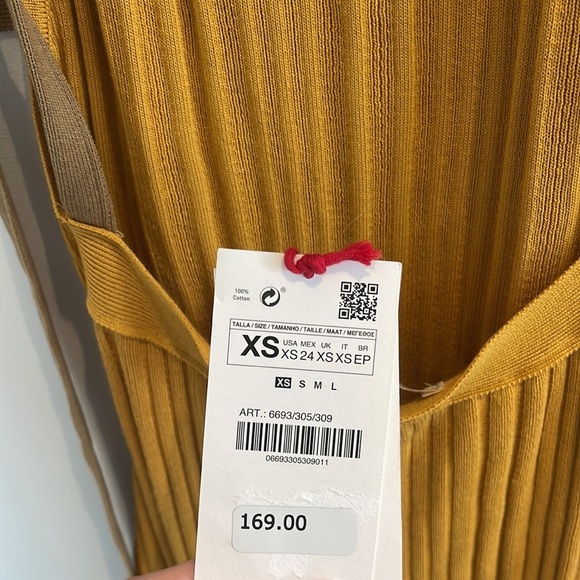 100%
Cotton
TALLA / SIZE / TAMANHO / TAILLE / MAAT / ΜΕΓΕΘΟΣ
XS USA MEX UK IT BR
XS 24 XS XS EP
XS S M L
ART.: 6693/305/309
06693305309011
169.00